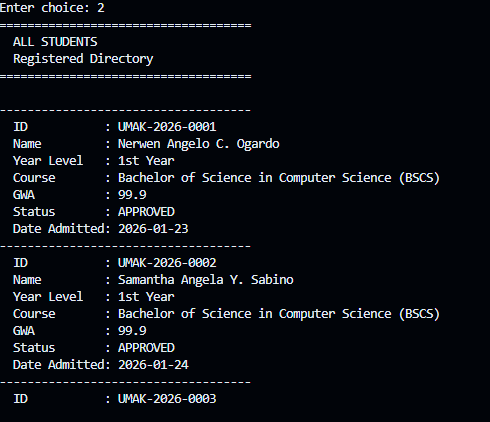 Enter choice: 2
====================================
ALL STUDENTS
Registered Directory
====================================
------------------------------------
ID : UMAK-2026-0001
Name : Nerwen Angelo C. Ogardo
Year Level : 1st Year
Course : Bachelor of Science in Computer Science (BSCS)
GWA : 99.9
Status : APPROVED
Date Admitted: 2026-01-23
------------------------------------
ID : UMAK-2026-0002
Name : Samantha Angela Y. Sabino
Year Level : 1st Year
Course : Bachelor of Science in Computer Science (BSCS)
GWA : 99.9
Status : APPROVED
Date Admitted: 2026-01-24
------------------------------------
ID : UMAK-2026-0003